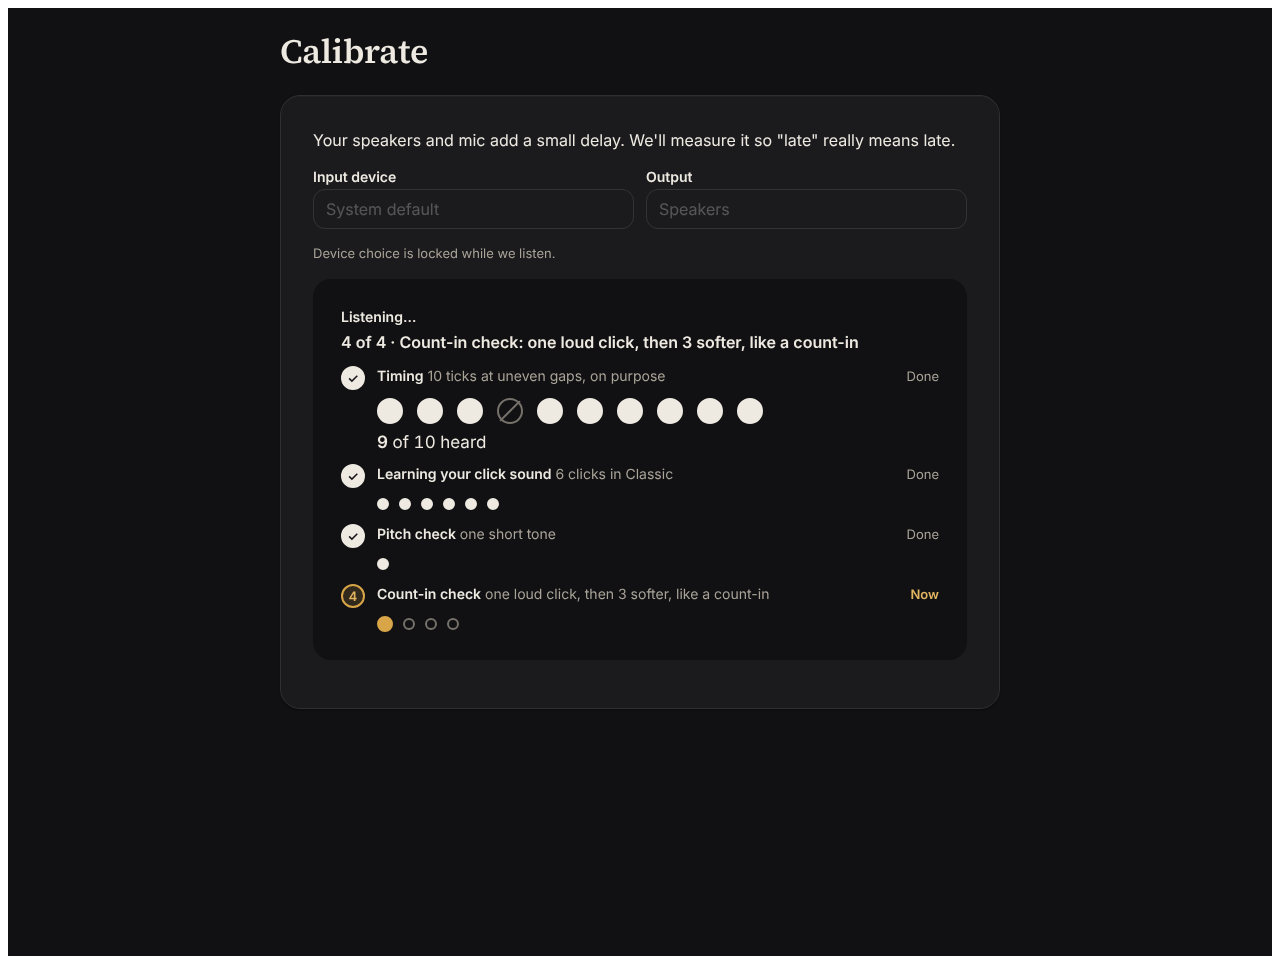 Calibrate
Your speakers and mic add a small delay. We'll measure it so "late" really means late.
Input device
Output
System default
Speakers
Device choice is locked while we listen.
Listening...
4 of 4 · Count-in check: one loud click, then 3 softer, like a count-in
Timing 10 ticks at uneven gaps, on purpose
Done
9 of 10 heard
Learning your click sound 6 clicks in Classic
Done
Pitch check one short tone
Done
4
Count-in check one loud click, then 3 softer, like a count-in
Now